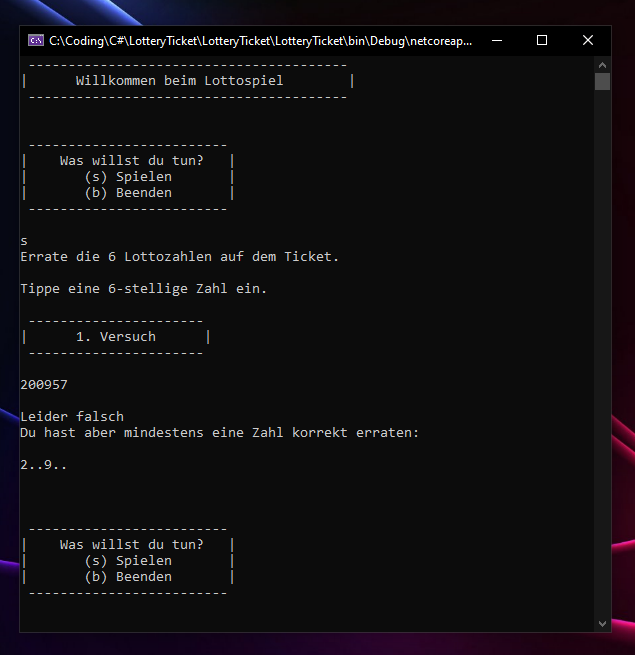 C:\Coding\C#\LotteryTicket\LotteryTicket\LotteryTicket\bin\Debug\netcoreap...
----------------------------------------
|      Willkommen beim Lottospiel        |
----------------------------------------
-------------------------
|    Was willst du tun?   |
|       (s) Spielen       |
|       (b) Beenden       |
-------------------------
s
Errate die 6 Lottozahlen auf dem Ticket.
Tippe eine 6-stellige Zahl ein.
----------------------
|      1. Versuch      |
----------------------
200957
Leider falsch
Du hast aber mindestens eine Zahl korrekt erraten:
2..9..
-------------------------
|    Was willst du tun?   |
|       (s) Spielen       |
|       (b) Beenden       |
-------------------------